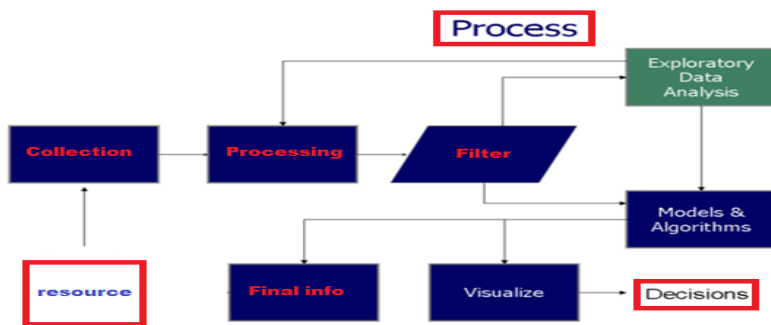 Process
Exploratory
Data
Analysis
Collection
Processing
Filter
Models &
Algorithms
resource
Final info
Visualize
Decisions